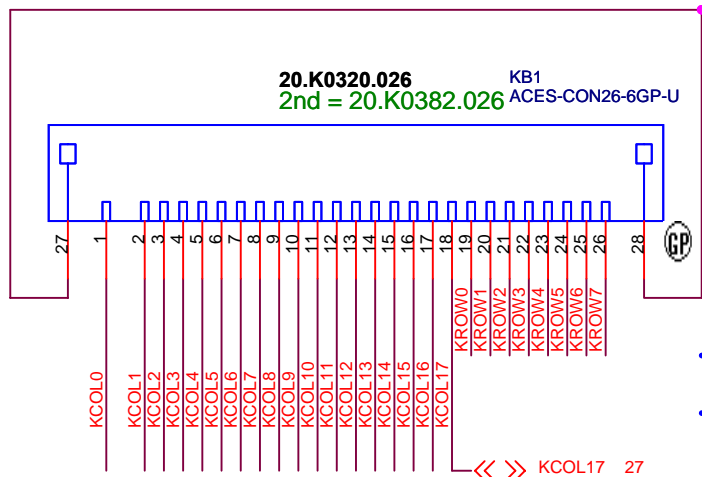 20.K0320.026
KB1
2nd = 20.K0382.026
ACES-CON26-6GP-U
27
1
2
3
4
5
6
7
8
9
10
11
12
13
14
15
16
17
18
19
20
21
22
23
24
25
26
28
GP
KROW0
KROW1
KROW2
KROW3
KROW4
KROW5
KROW6
KROW7
KCOL0
KCOL1
KCOL2
KCOL3
KCOL4
KCOL5
KCOL6
KCOL7
KCOL8
KCOL9
KCOL10
KCOL11
KCOL12
KCOL13
KCOL14
KCOL15
KCOL16
KCOL17
KCOL17 27